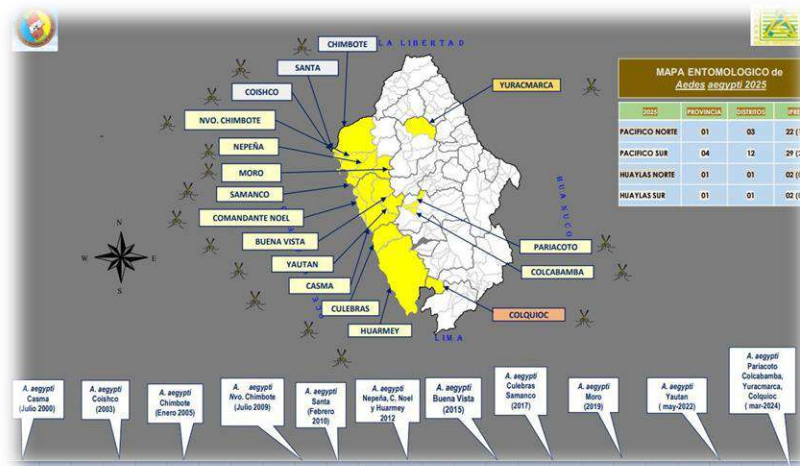 LA LIBERTAD
CHIMBOTE
SANTA
COISHCO
NVO. CHIMBOTE
NEPEÑA
MORO
SAMANCO
COMANDANTE NOEL
BUENA VISTA
YAUTAN
CASMA
CULEBRAS
HUARMEY
YURACMARCA
PARIACOTO
COLCABAMBA
COLQUIOC
HUANUCO
LIMA
N
W E
S
MAPA ENTOMOLOGICO de
Aedes aegypti 2025
2025 PROVINCIA DISTRITOS
PACIFICO NORTE 01 03 22 (
PACIFICO SUR 04 12 29 (
HUAYLAS NORTE 01 01 02 (
HUAYLAS SUR 01 01 02 (
A. aegypti
Casma
(Julio 2000)
A. aegypti
Coishco
(2003)
A. aegypti
Chimbote
(Enero 2005)
A. aegypti
Nvo. Chimbote
(Julio 2009)
A. aegypti
Santa
(Febrero
2010)
A. aegypti
Nepeña, C. Noel
y Huarmey
2012
A. aegypti
Buena Vista
(2015)
A. aegypti
Culebras
Samanco
(2017)
A. aegypti
Moro
(2019)
A. aegypti
Yautan
( may-2022)
A. aegypti
Pariacoto
Colcabamba,
Yuracmarca,
Colquioc
( mar-2024)